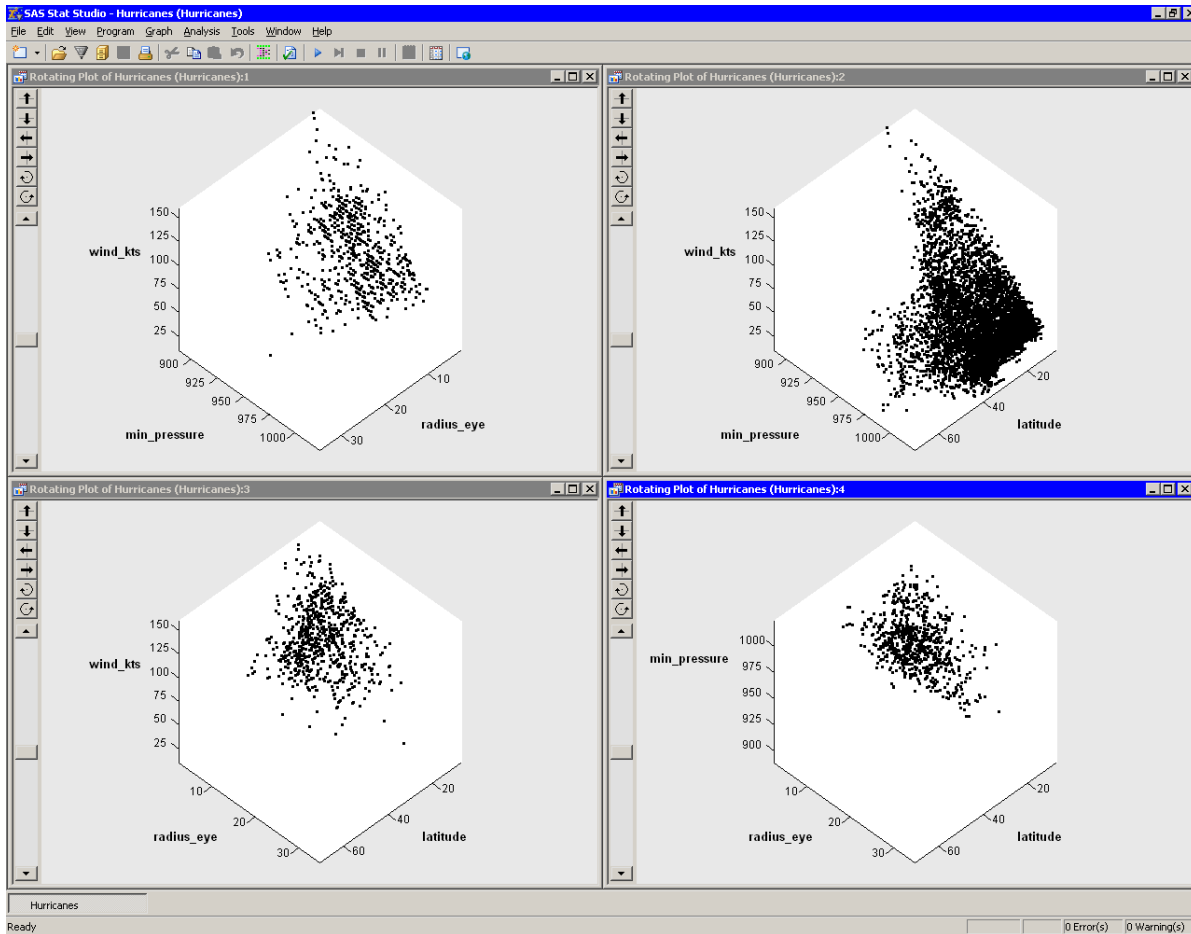 SAS Stat Studio - Hurricanes (Hurricanes)
File Edit View Program Graph Analysis Tools Window Help
Rotating Plot of Hurricanes (Hurricanes):1
150
125
100
75
50
25
wind_kts
900
925
950
975
1000
min_pressure
10
20
30
radius_eye
Rotating Plot of Hurricanes (Hurricanes):2
150
125
100
75
50
25
wind_kts
900
925
950
975
1000
min_pressure
20
40
60
latitude
Rotating Plot of Hurricanes (Hurricanes):3
150
125
100
75
50
25
wind_kts
10
20
30
radius_eye
20
40
60
latitude
Rotating Plot of Hurricanes (Hurricanes):4
1000
975
950
925
900
min_pressure
10
20
30
radius_eye
20
40
60
latitude
Hurricanes
Ready
0 Error(s)
0 Warning(s)